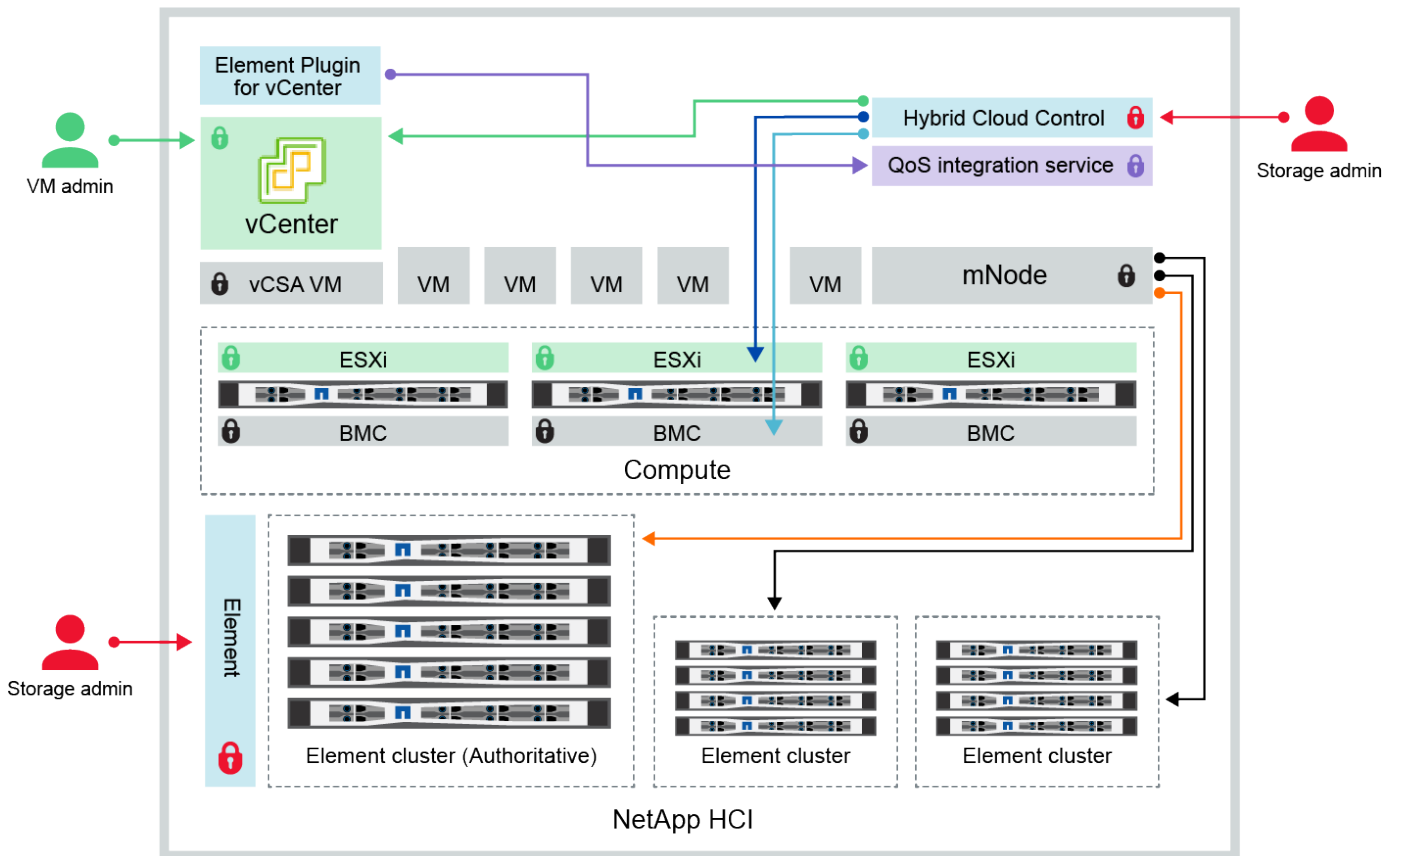 Element Plugin
for vCenter
Hybrid Cloud Control
QoS integration service
VM admin
Storage admin
vCenter
vCSA VM
VM
VM
VM
VM
VM
mNode
ESXi
ESXi
ESXi
BMC
BMC
BMC
Compute
Element
Storage admin
Element cluster (Authoritative)
Element cluster
Element cluster
NetApp HCI